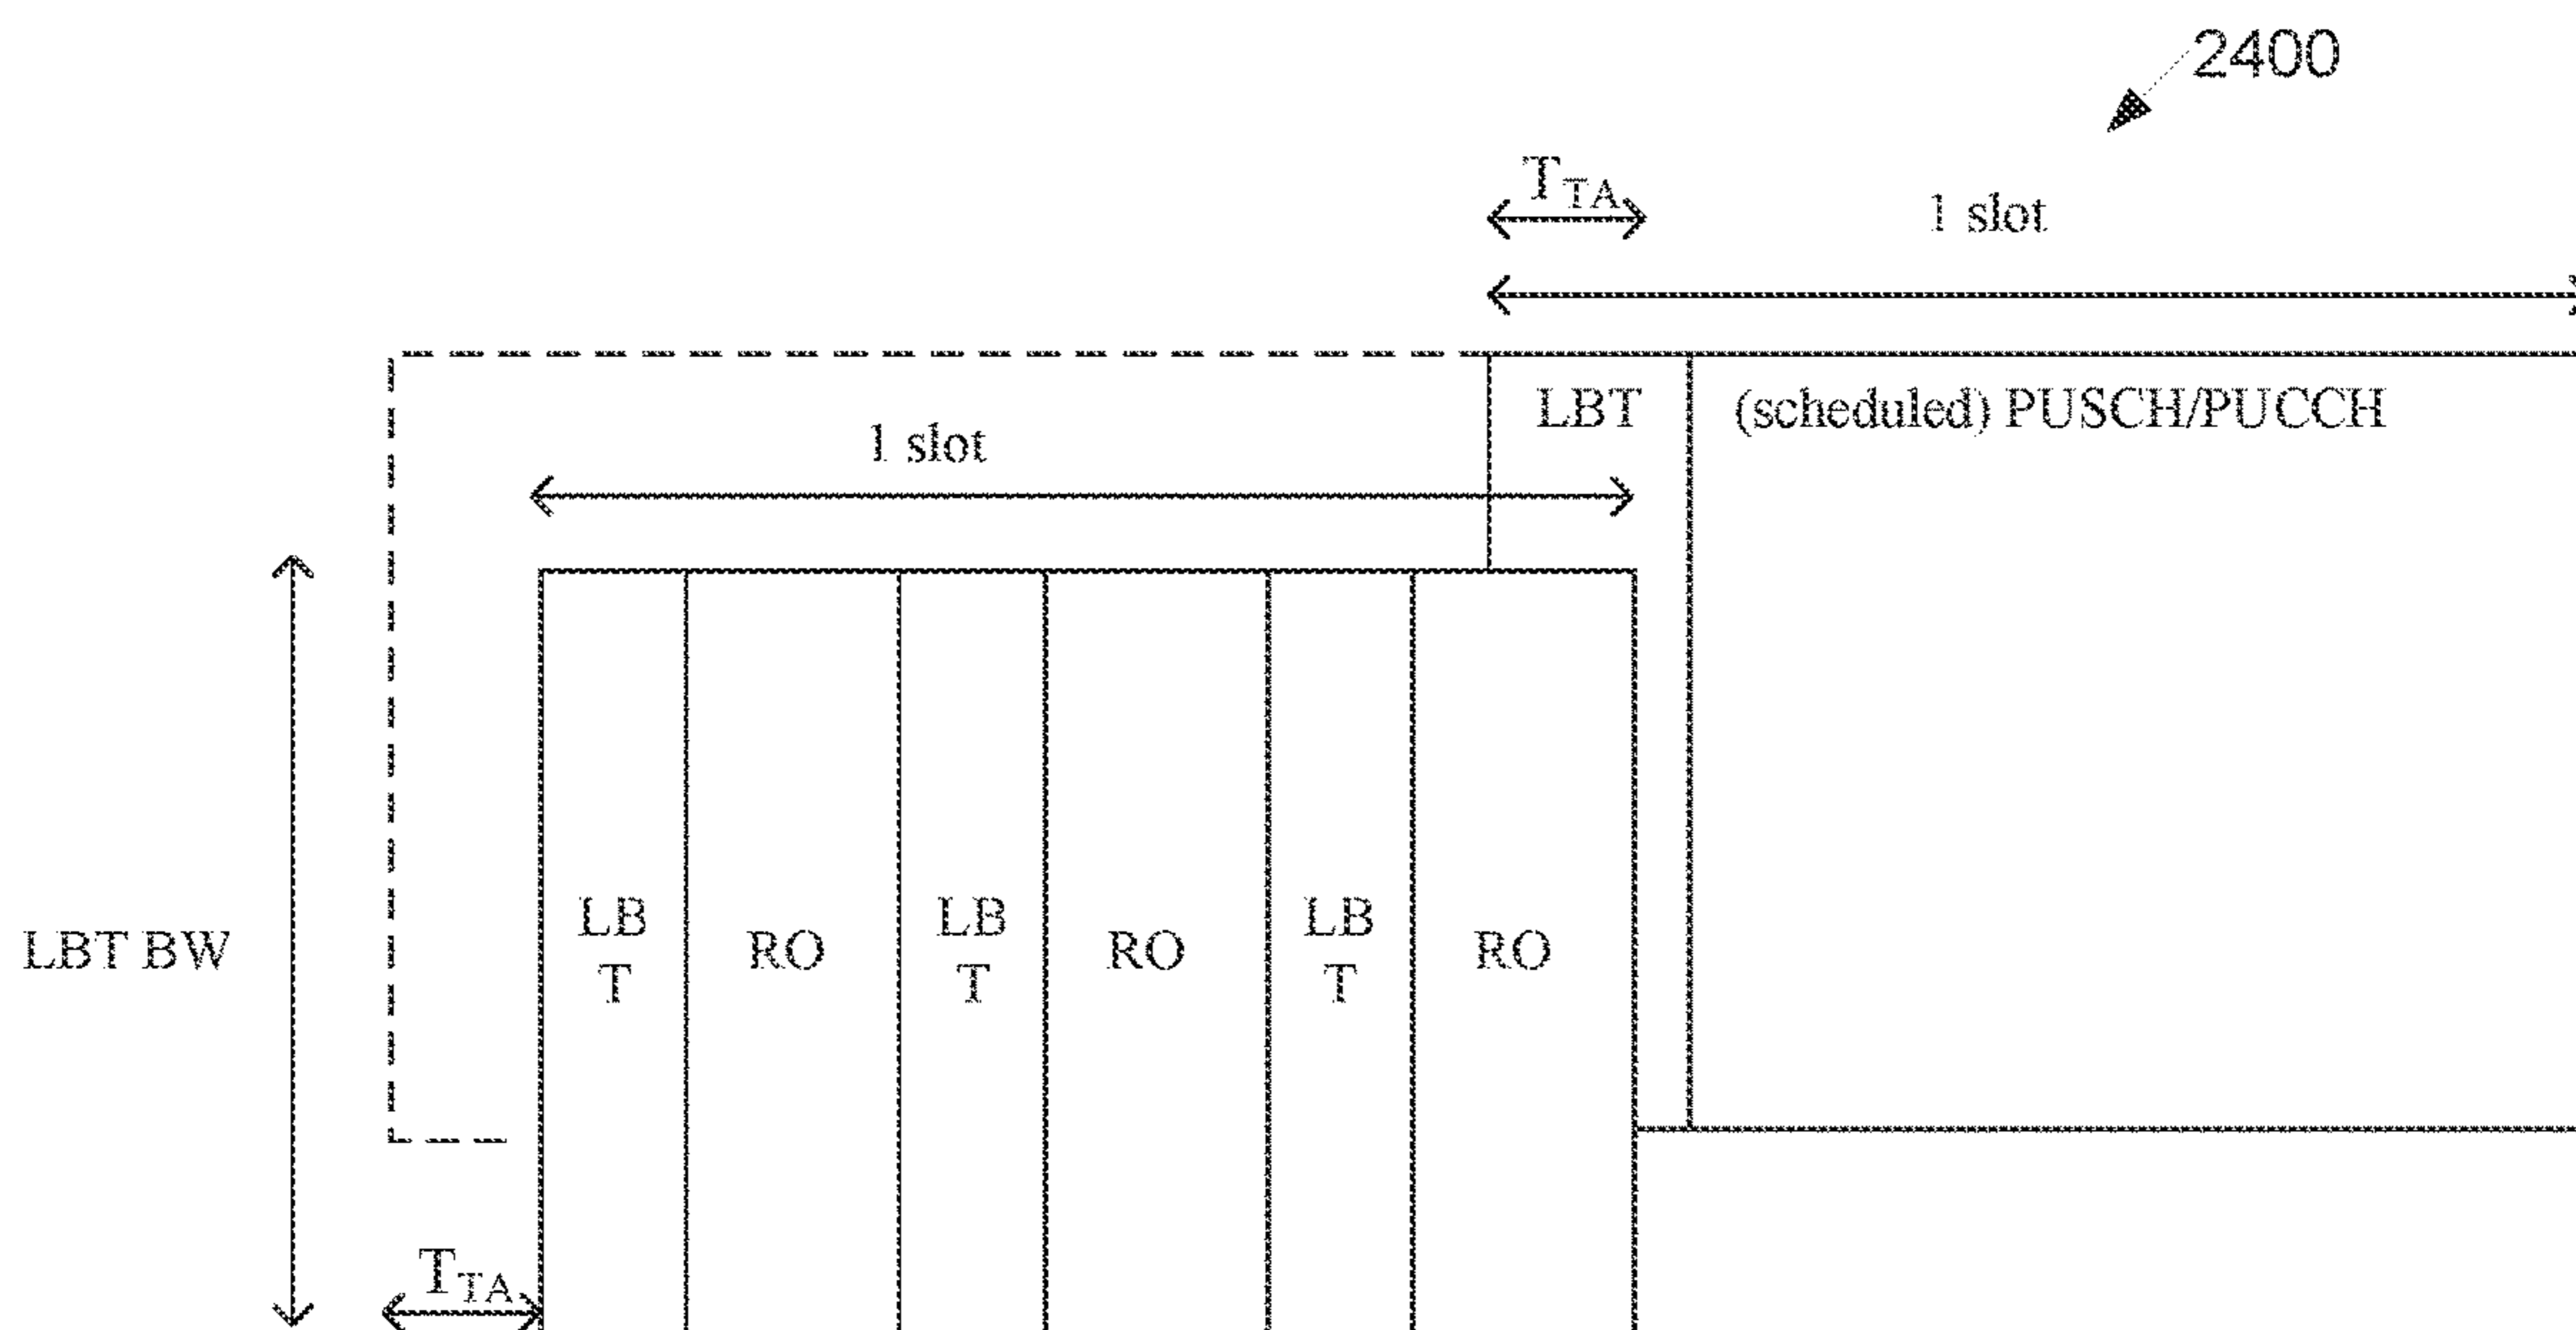 2400
TTA
1 slot
LBT
(scheduled) PUSCH/PUCCH
1 slot
LBT BW
LB
T
RO
LB
T
RO
LB
T
RO
TTA